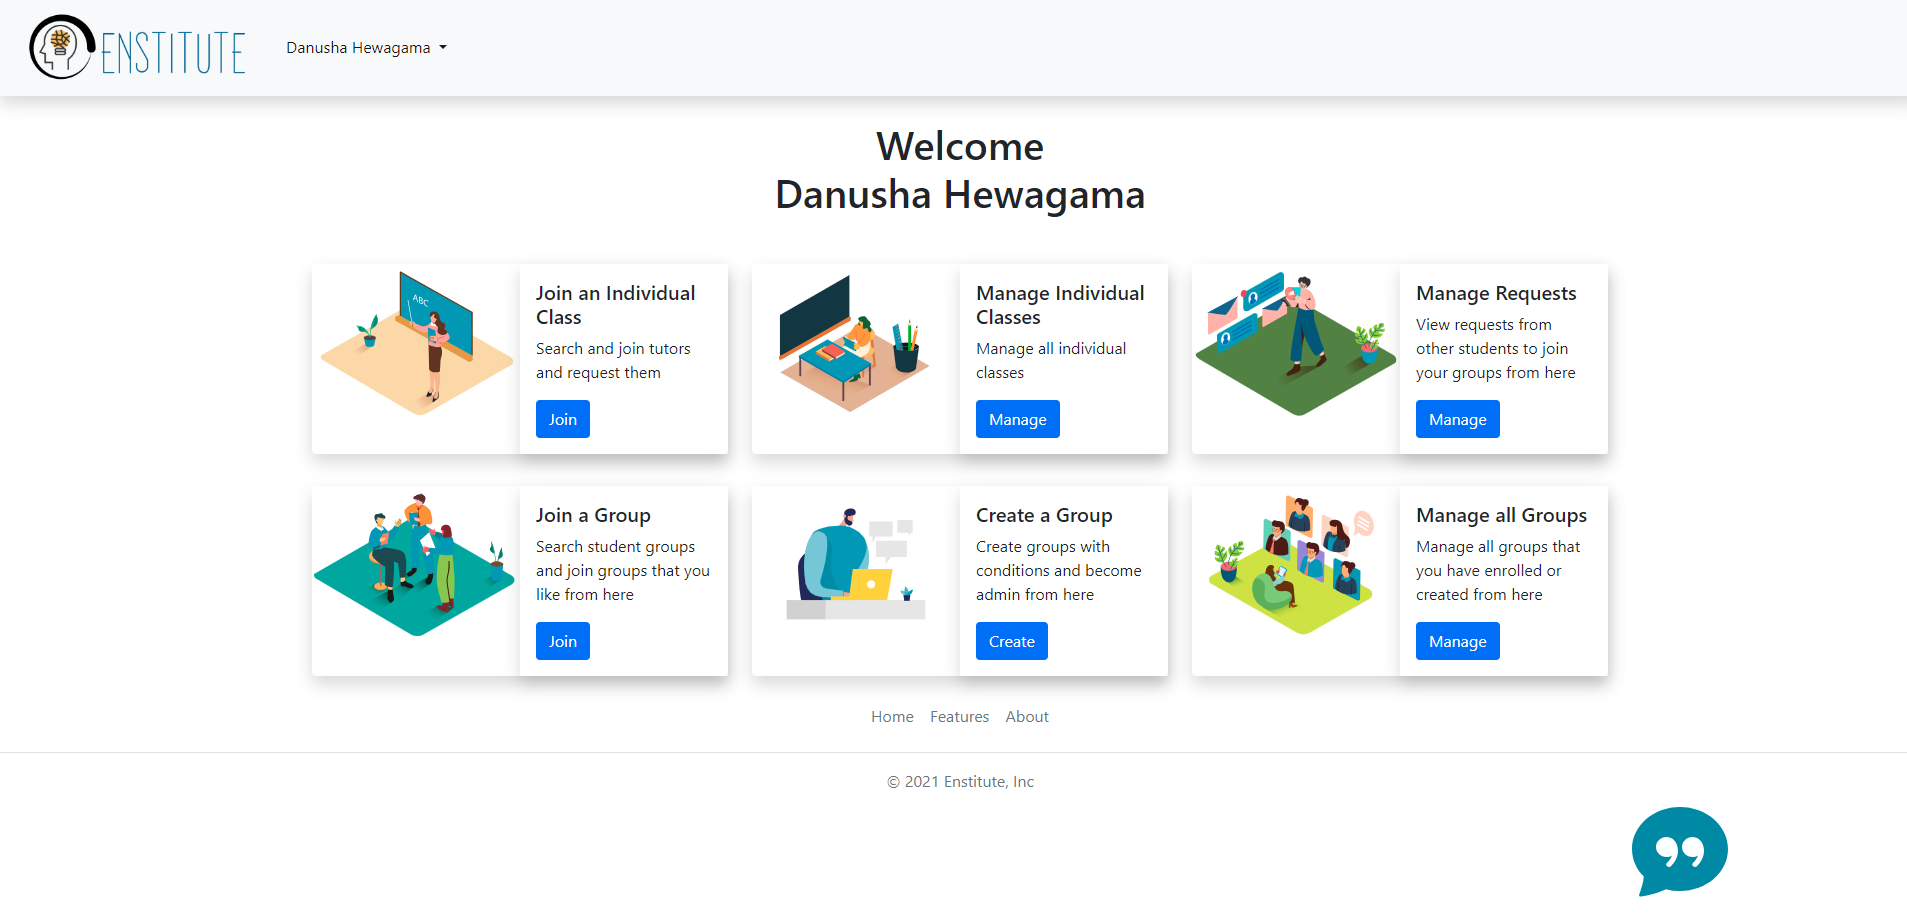 ENSTITUTE
Danusha Hewagama
Welcome
Danusha Hewagama
ABC
Join an Individual
Class
Search and join tutors
and request them
Join
Manage Individual
Classes
Manage all individual
classes
Manage
Manage Requests
View requests from
other students to join
your groups from here
Manage
Join a Group
Search student groups
and join groups that you
like from here
Join
Create a Group
Create groups with
conditions and become
admin from here
Create
Manage all Groups
Manage all groups that
you have enrolled or
created from here
Manage
Home Features About
© 2021 Enstitute, Inc